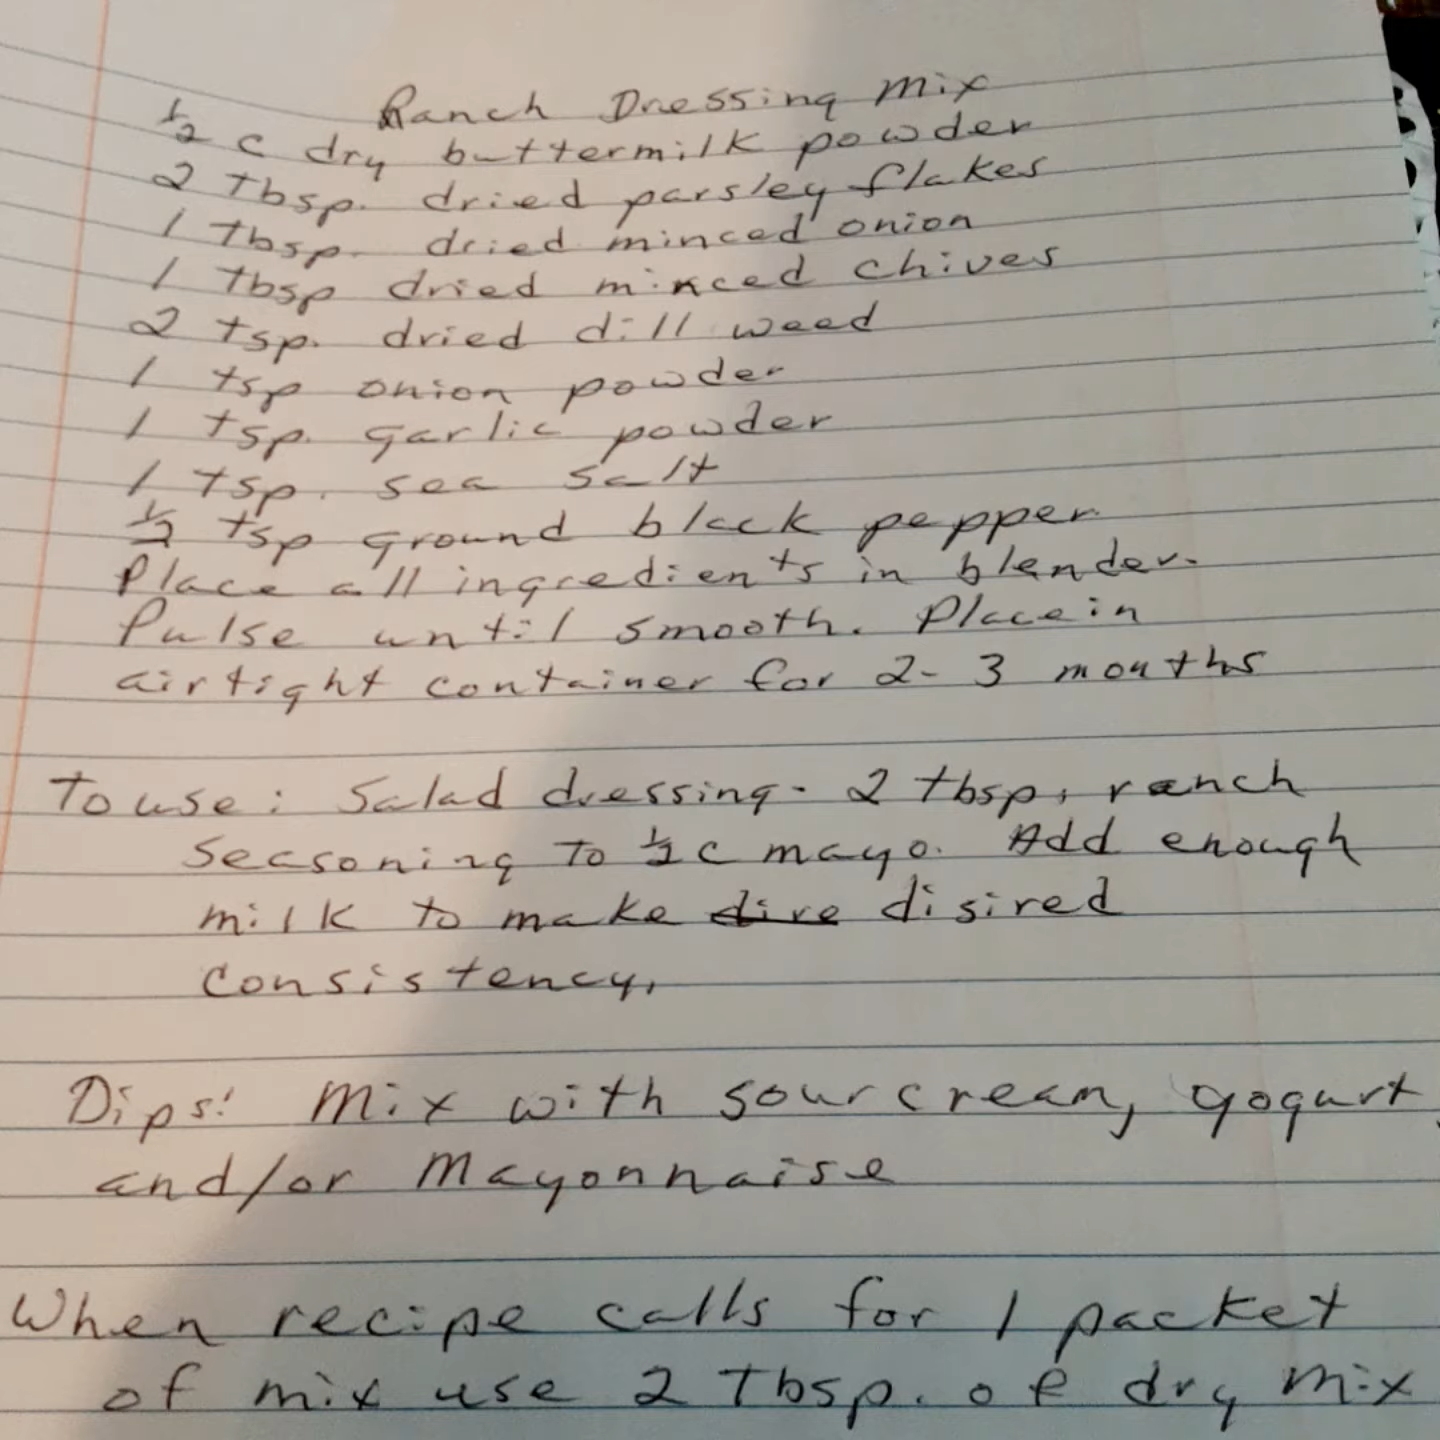 Ranch Dressing Mix
1/2 c dry buttermilk powder
2 Tbsp. dried parsley flakes
1 Tbsp. dried minced onion
1 Tbsp dried minced chives
2 tsp. dried dill weed
1 tsp onion powder
1 tsp. garlic powder
1 Tsp. sea salt
1/2 tsp ground black pepper
Place all ingredients in blender.
Pulse until smooth. Place in
airtight container for 2-3 months
To use: Salad dressing - 2 tbsp. ranch
seasoning to 1/2 c mayo. Add enough
milk to make dire disired
consistency.
Dips: Mix with sour cream, yogurt
and/or Mayonnaise
When recipe calls for 1 packet
of mix use 2 Tbsp. of dry mix